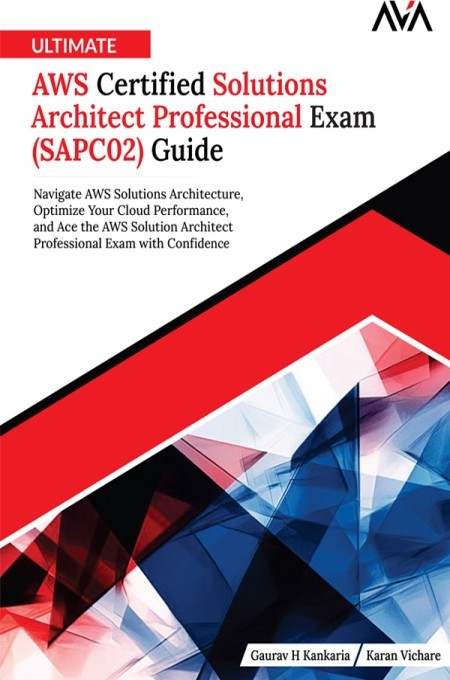 AVA
ULTIMATE
AWS Certified Solutions
Architect Professional Exam
(SAPC02) Guide
Navigate AWS Solutions Architecture,
Optimize Your Cloud Performance,
and Ace the AWS Solution Architect
Professional Exam with Confidence
Gaurav H Kankaria / Karan Vichare